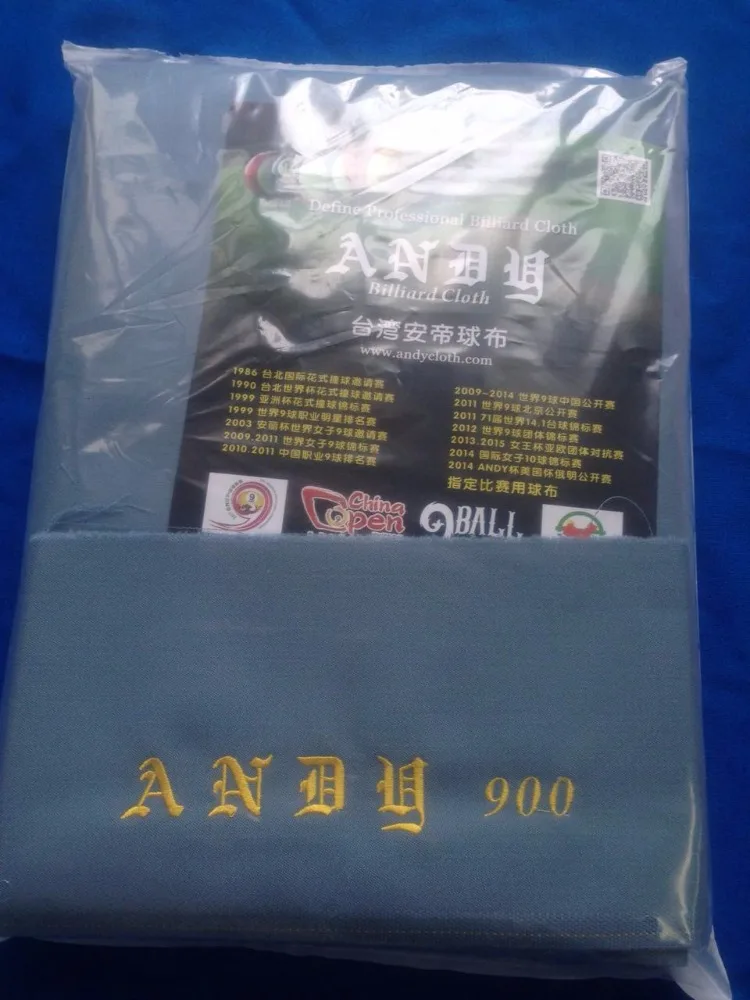 Define Professional Billiard Cloth
ANDY
Billiard Cloth
台湾安帝球布
www.andycloth.com
1986 台北国际花式撞球邀请赛
1990 台北世界杯花式撞球邀请赛
1999 亚洲杯花式撞球锦标赛
1999 世界9球职业明星排名赛
2003 安丽杯世界女子9球邀请赛
2009.2011 世界女子9球锦标赛
2010.2011 中国职业9球排名赛
2009-2014 世界9球中国公开赛
2011 世界9球北京公开赛
2011 71届世界14.1台球锦标赛
2012 世界9球团体锦标赛
2013.2015 女王杯亚欧团体对抗赛
2014 国际女子10球锦标赛
2014 ANDY杯美国杯俄明公开赛
指定比赛用球布
China Open
9BALL
ANDY 900